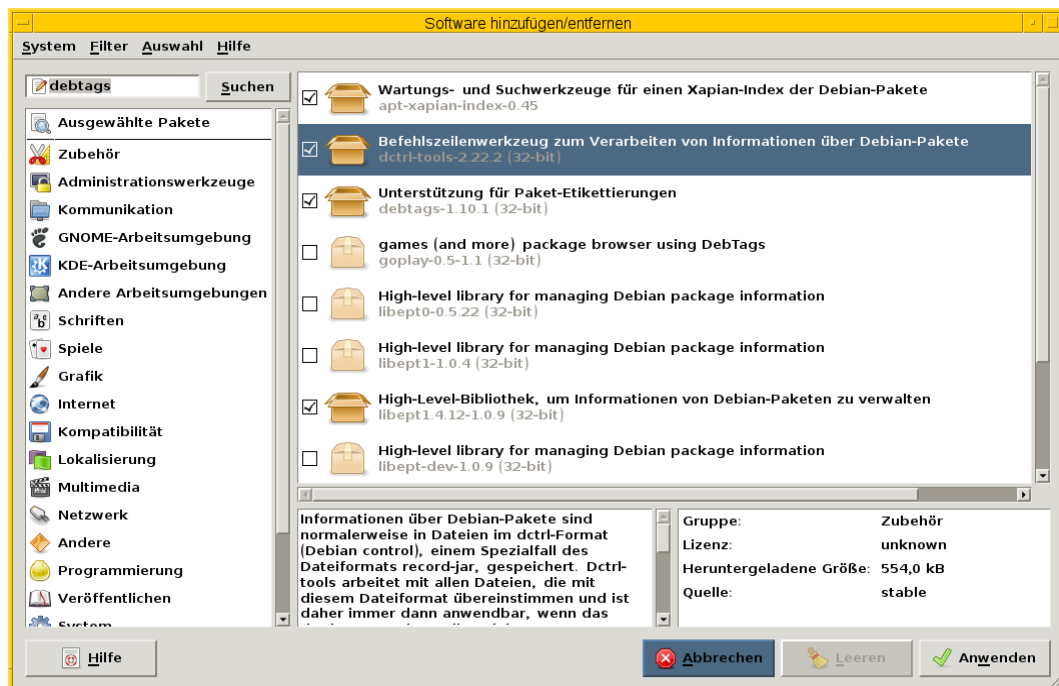 Software hinzufügen/entfernen
System Filter Auswahl Hilfe
debtags
Suchen
Ausgewählte Pakete
Zubehör
Administrationswerkzeuge
Kommunikation
GNOME-Arbeitsumgebung
KDE-Arbeitsumgebung
Andere Arbeitsumgebungen
Schriften
Spiele
Grafik
Internet
Kompatibilität
Lokalisierung
Multimedia
Netzwerk
Andere
Programmierung
Veröffentlichen
System
Wartungs- und Suchwerkzeuge für einen Xapian-Index der Debian-Pakete
apt-xapian-index-0.45
Befehlszeilenwerkzeug zum Verarbeiten von Informationen über Debian-Pakete
dctrl-tools-2.22.2 (32-bit)
Unterstützung für Paket-Etikettierungen
debtags-1.10.1 (32-bit)
games (and more) package browser using DebTags
goplay-0.5-1.1 (32-bit)
High-level library for managing Debian package information
libept0-0.5.22 (32-bit)
High-level library for managing Debian package information
libept1-1.0.4 (32-bit)
High-Level-Bibliothek, um Informationen von Debian-Paketen zu verwalten
libept1.4.12-1.0.9 (32-bit)
High-level library for managing Debian package information
libept-dev-1.0.9 (32-bit)
Informationen über Debian-Pakete sind
normalerweise in Dateien im dctrl-Format
(Debian control), einem Spezialfall des
Dateiformats record-jar, gespeichert. Dctrl-
tools arbeitet mit allen Dateien, die mit
diesem Dateiformat übereinstimmen und ist
daher immer dann anwendbar, wenn das
Gruppe: Zubehör
Lizenz: unknown
Heruntergeladene Größe: 554,0 kB
Quelle: stable
Hilfe
Abbrechen
Leeren
Anwenden